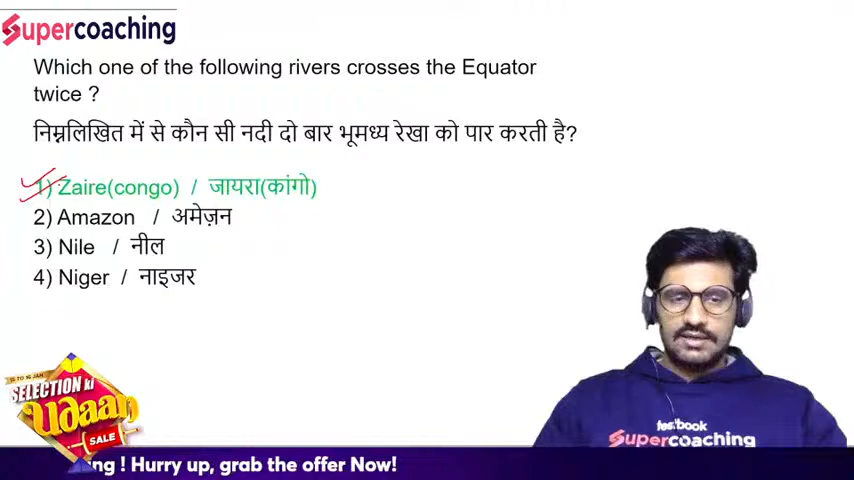 Supercoaching
Which one of the following rivers crosses the Equator
twice ?
निम्नलिखित में से कौन सी नदी दो बार भूमध्य रेखा को पार करती है?
1) Zaire(congo) / जायरा(कांगो)
2) Amazon / अमेज़न
3) Nile / नील
4) Niger / नाइजर
SELECTION ki
udaan
SALE
testbook
Supercoaching
ng ! Hurry up, grab the offer Now!